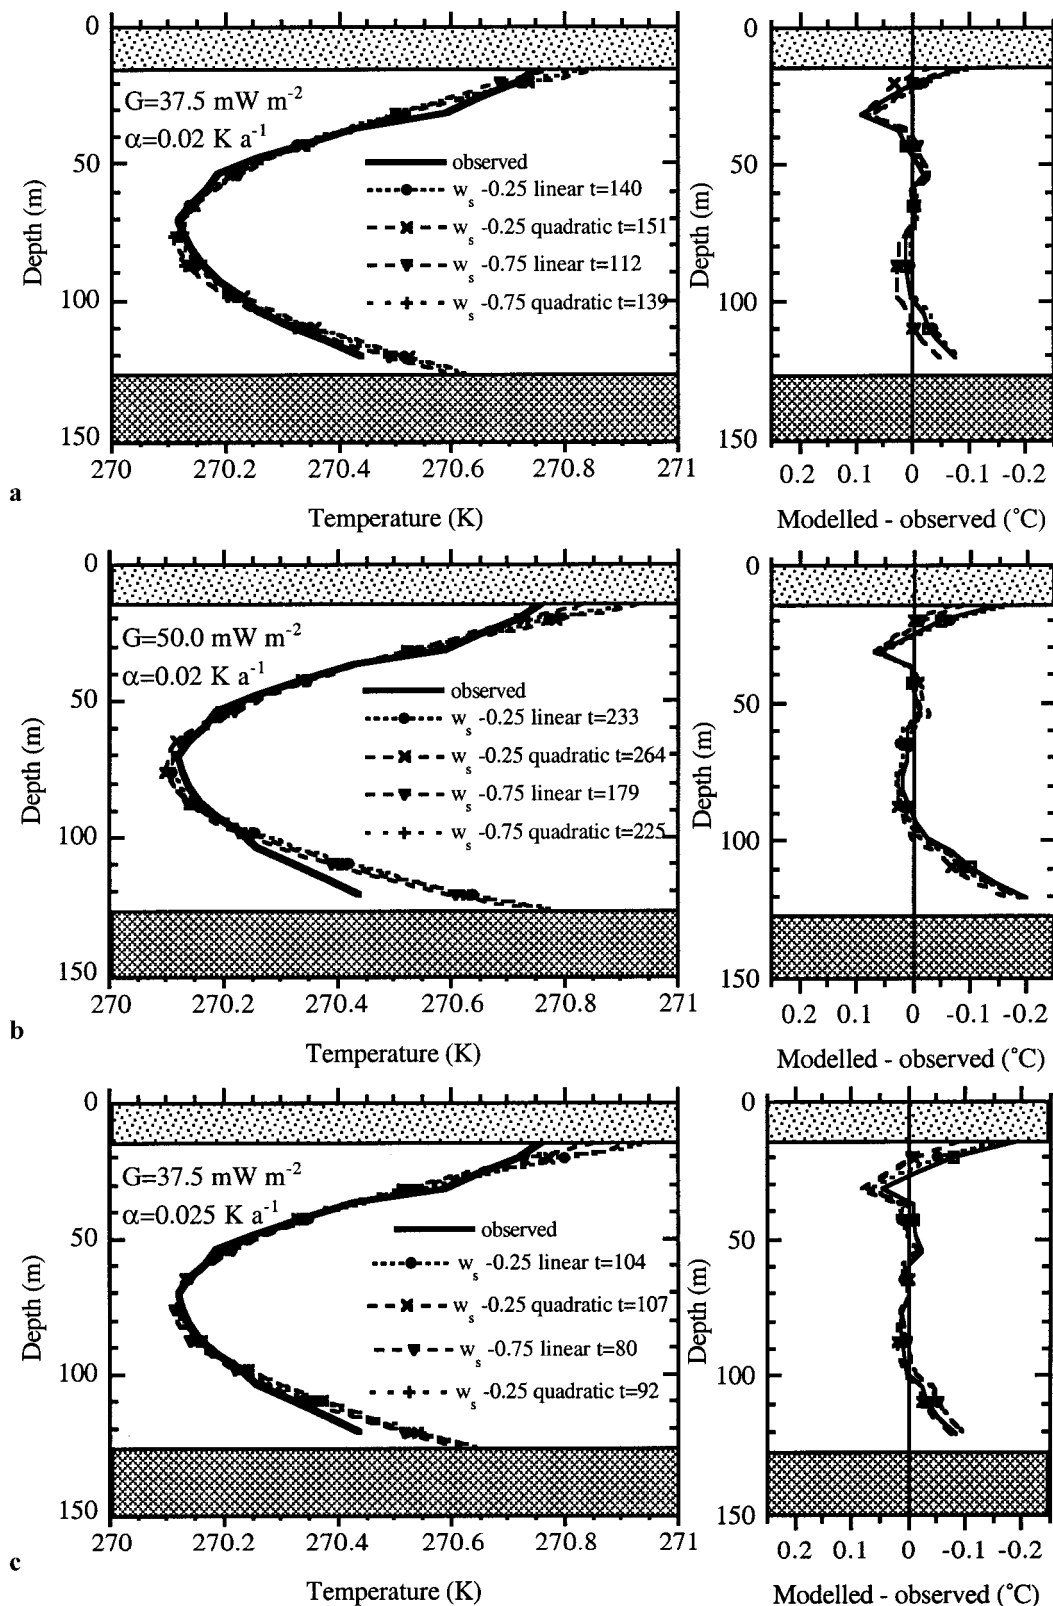 0
50
100
150
Depth (m)
G=37.5 mW m-2
α=0.02 K a-1
observed
ws -0.25 linear t=140
ws -0.25 quadratic t=151
ws -0.75 linear t=112
ws -0.75 quadratic t=139
270 270.2 270.4 270.6 270.8 271
Temperature (K)
a
0
50
100
150
Depth (m)
0.2 0.1 0 -0.1 -0.2
Modelled - observed (°C)
0
50
100
150
Depth (m)
G=50.0 mW m-2
α=0.02 K a-1
observed
ws -0.25 linear t=233
ws -0.25 quadratic t=264
ws -0.75 linear t=179
ws -0.75 quadratic t=225
270 270.2 270.4 270.6 270.8 271
Temperature (K)
b
0
50
100
150
Depth (m)
0.2 0.1 0 -0.1 -0.2
Modelled - observed (°C)
0
50
100
150
Depth (m)
G=37.5 mW m-2
α=0.025 K a-1
observed
ws -0.25 linear t=104
ws -0.25 quadratic t=107
ws -0.75 linear t=80
ws -0.25 quadratic t=92
270 270.2 270.4 270.6 270.8 271
Temperature (K)
c
0
50
100
150
Depth (m)
0.2 0.1 0 -0.1 -0.2
Modelled - observed (°C)